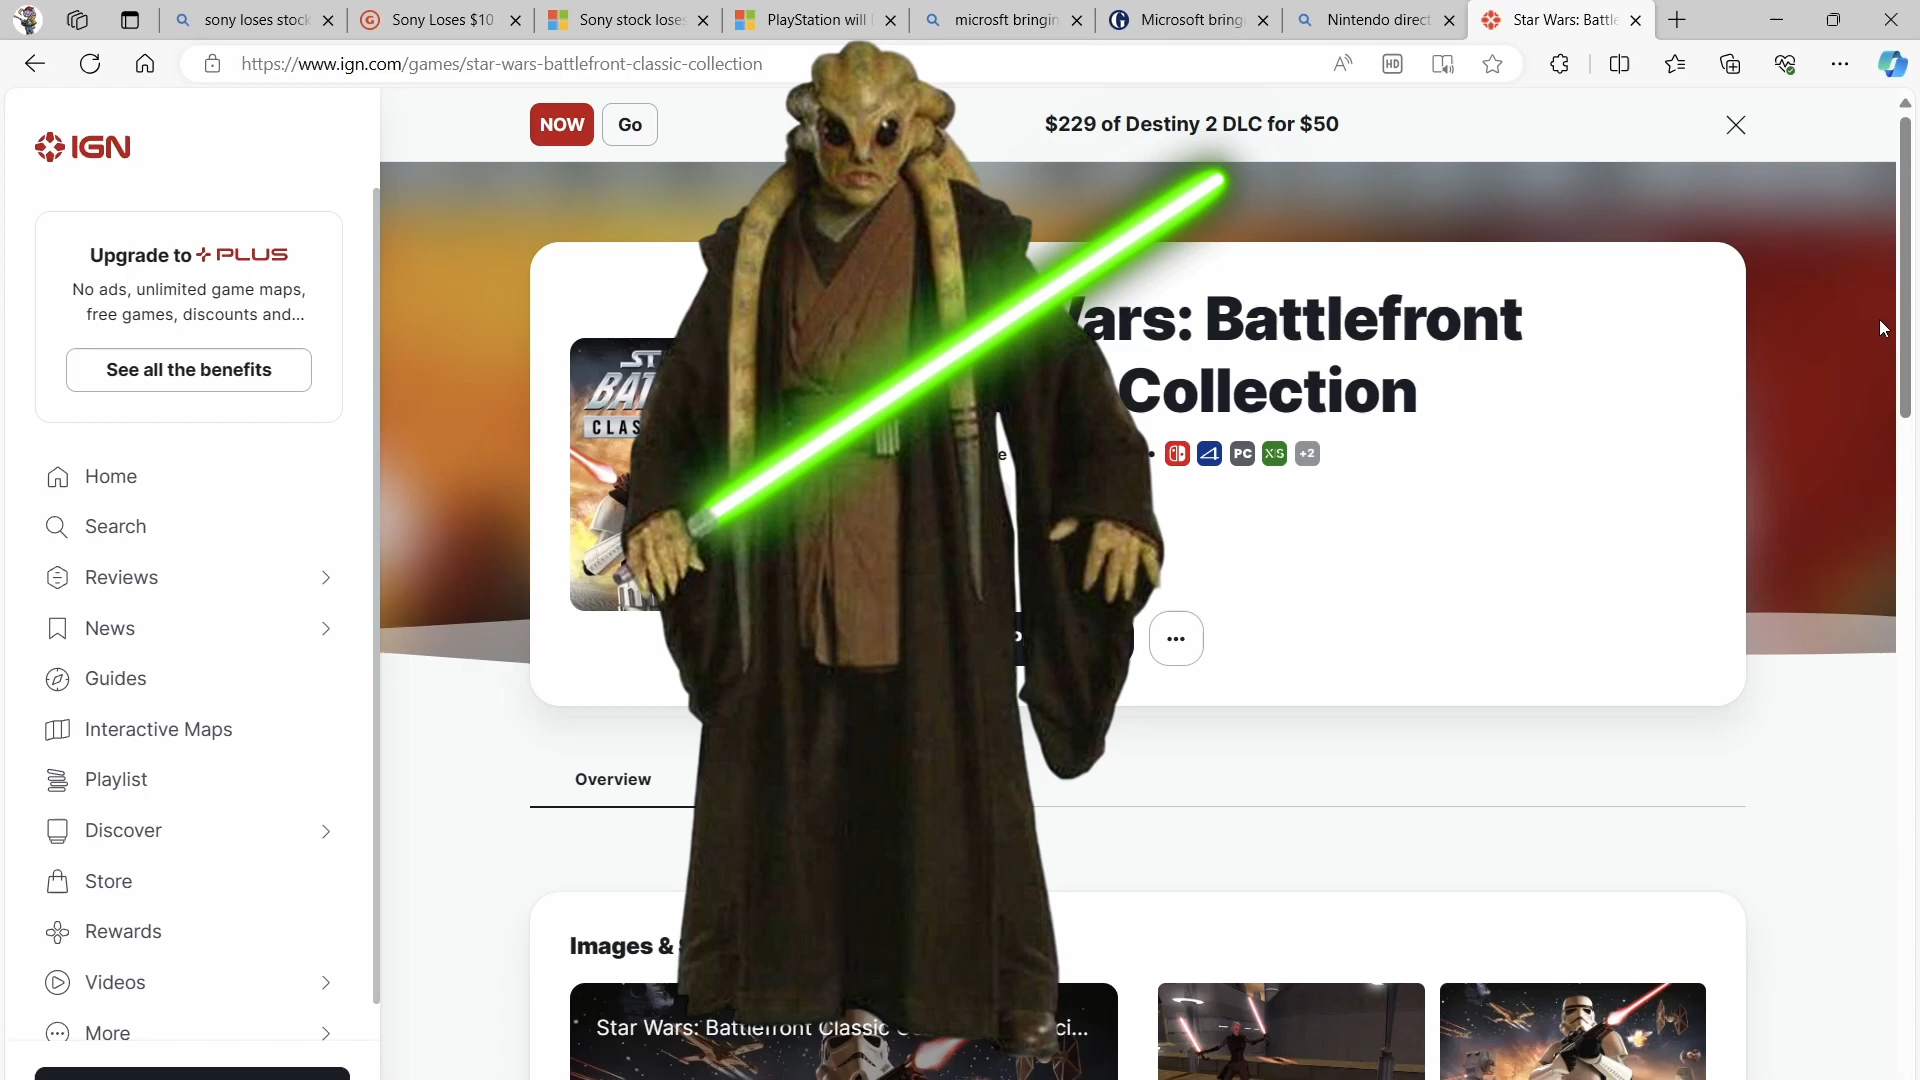 sony loses stock
Sony Loses $10
Sony stock loses
PlayStation will
microsft bringin
Microsoft bring
Nintendo direct
Star Wars: Battle
https://www.ign.com/games/star-wars-battlefront-classic-collection
HD
IGN
NOW
Go
$229 of Destiny 2 DLC for $50
Upgrade to PLUS
No ads, unlimited game maps,
free games, discounts and...
See all the benefits
Home
Search
Reviews
News
Guides
Interactive Maps
Playlist
Discover
Store
Rewards
Videos
More
Wars: Battlefront
Collection
PC
X|S
+2
Overview
Images &
Star Wars: Battlefront Classic
ci...